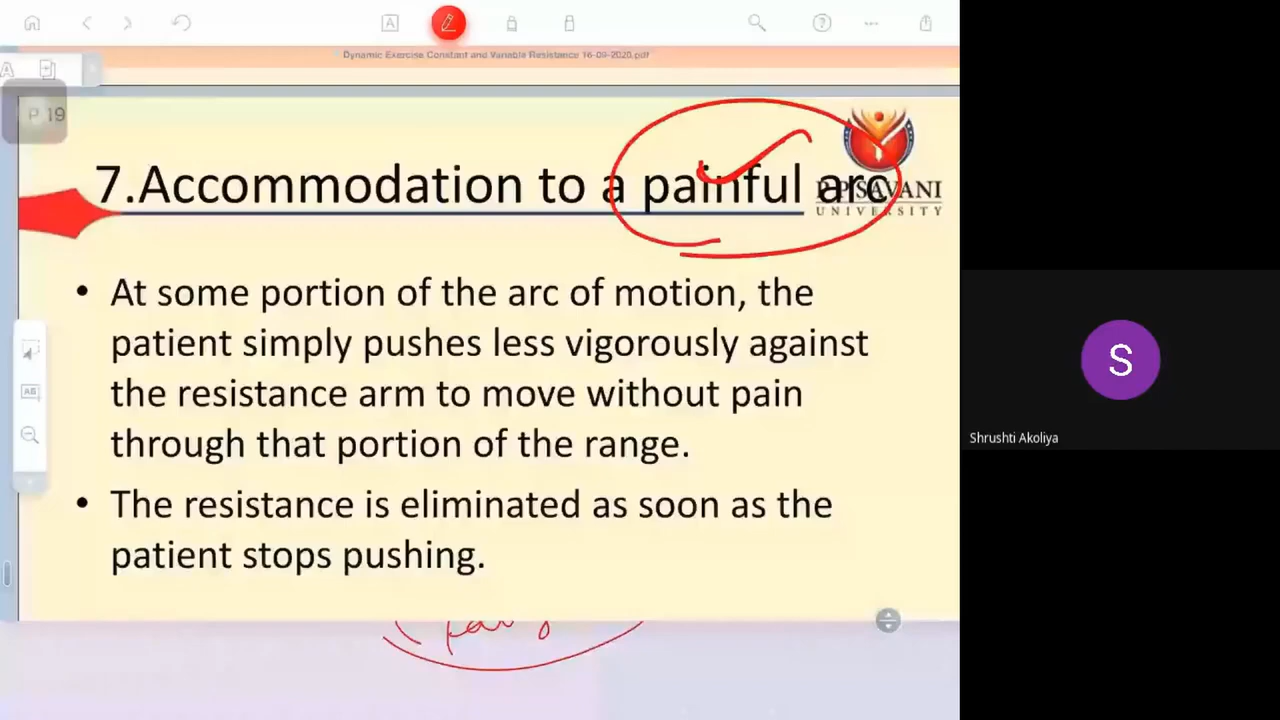 Dynamic Exercise Constant and Variable Resistance 16-09-2020.pdf
P 19
7.Accommodation to a painful arc
P P SAVANI
UNIVERSITY
• At some portion of the arc of motion, the
patient simply pushes less vigorously against
the resistance arm to move without pain
through that portion of the range.
• The resistance is eliminated as soon as the
patient stops pushing.
S
Shrushti Akoliya